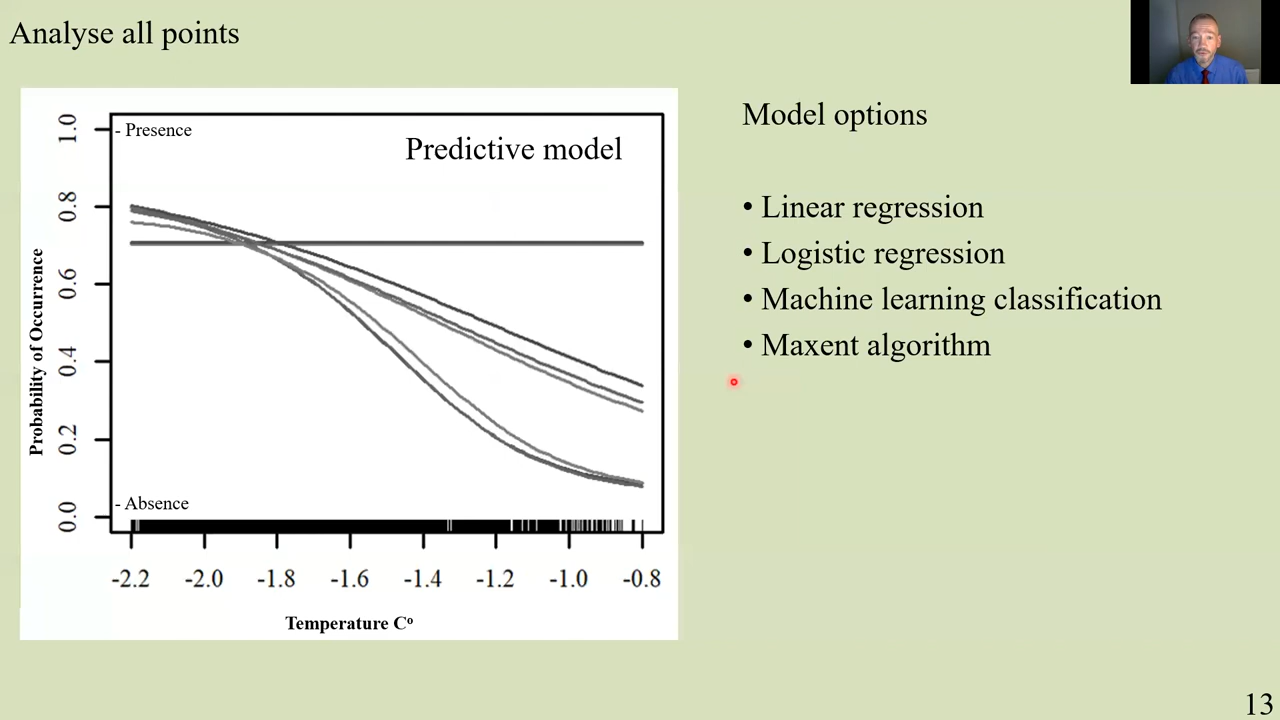 Analyse all points
- Presence
Predictive model
1.0
0.8
0.6
0.4
0.2
0.0
Probability of Occurrence
- Absence
-2.2 -2.0 -1.8 -1.6 -1.4 -1.2 -1.0 -0.8
Temperature Cº
Model options
• Linear regression
• Logistic regression
• Machine learning classification
• Maxent algorithm
13